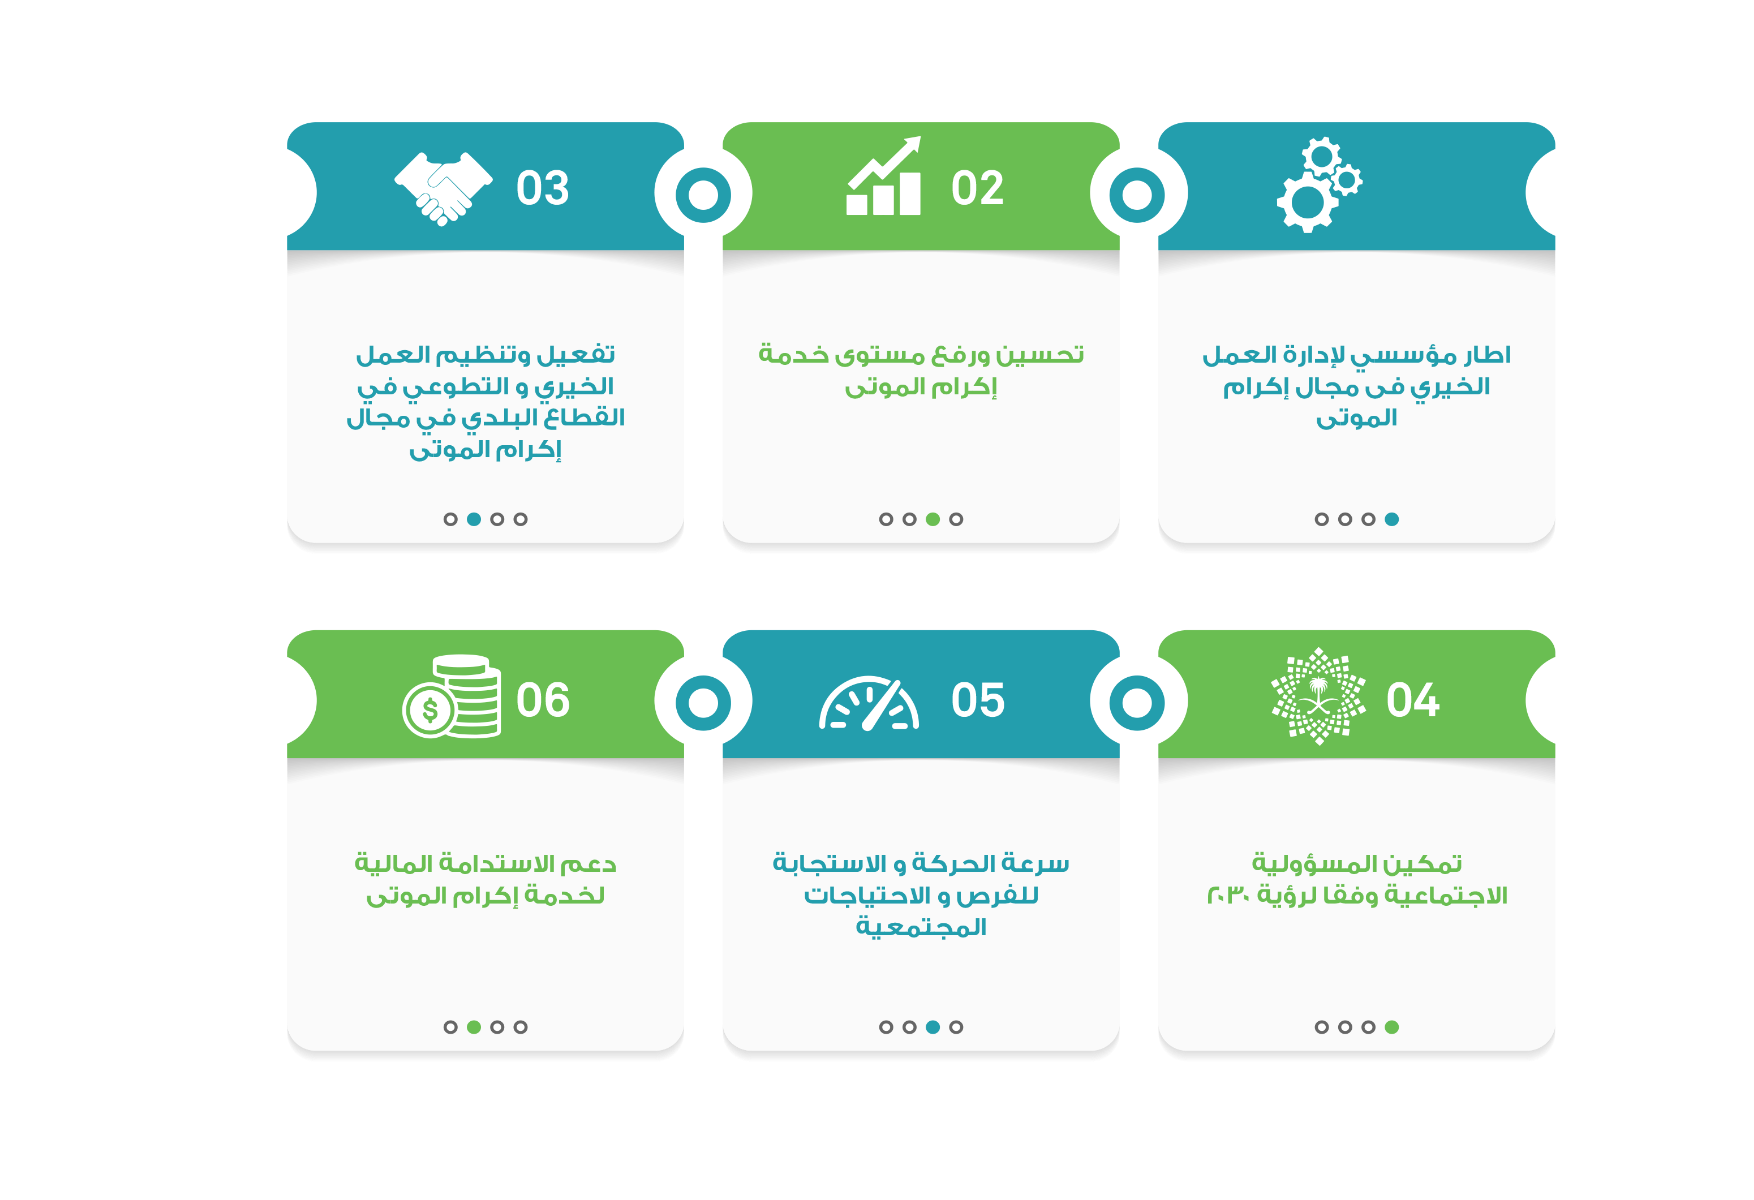 اطار مؤسسي لإدارة العمل
الخيري فى مجال إكرام
الموتى
02
تحسين ورفع مستوى خدمة
إكرام الموتى
03
تفعيل وتنظيم العمل
الخيري و التطوعي في
القطاع البلدي في مجال
إكرام الموتى
04
تمكين المسؤولية
الاجتماعية وفقا لرؤية ٢٠٣٠
05
سرعة الحركة و الاستجابة
للفرص و الاحتياجات
المجتمعية
06
$
دعم الاستدامة المالية
لخدمة إكرام الموتى